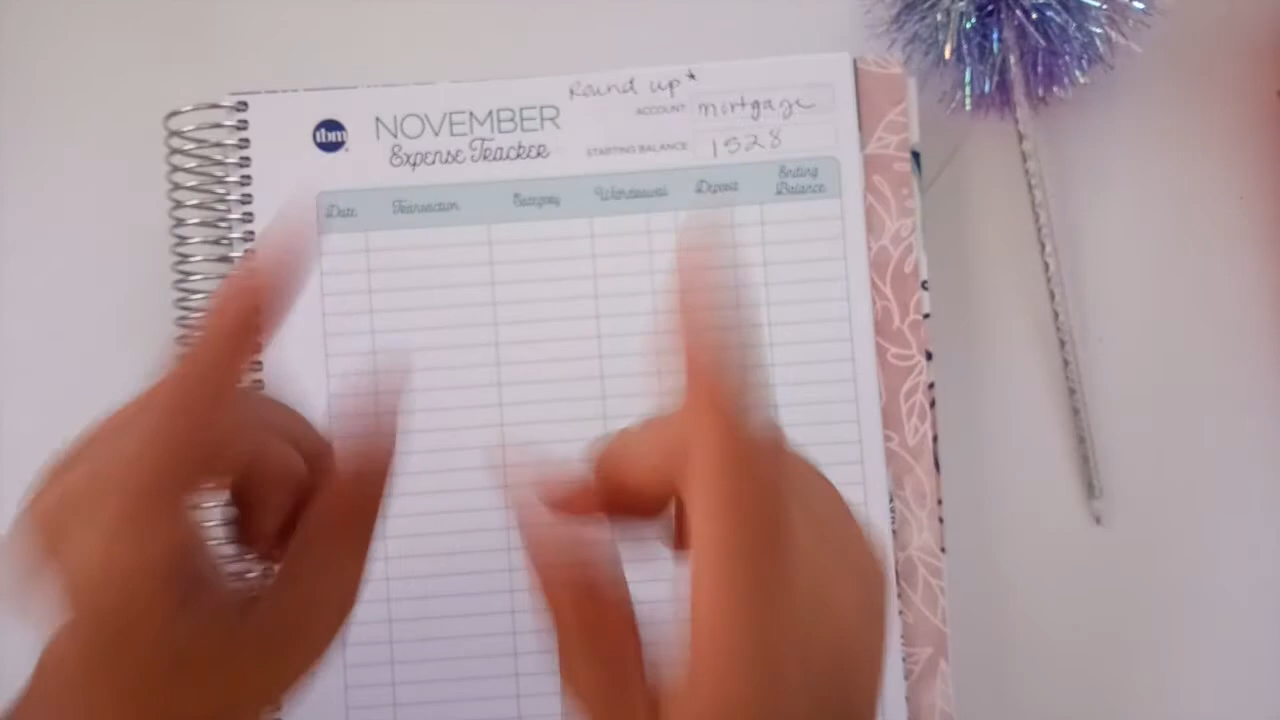 Round up*
tbm
NOVEMBER
Expense Tracker
ACCOUNT mortgage
STARTING BALANCE 1528
Date Transaction Category Withdrawal Deposit Ending Balance